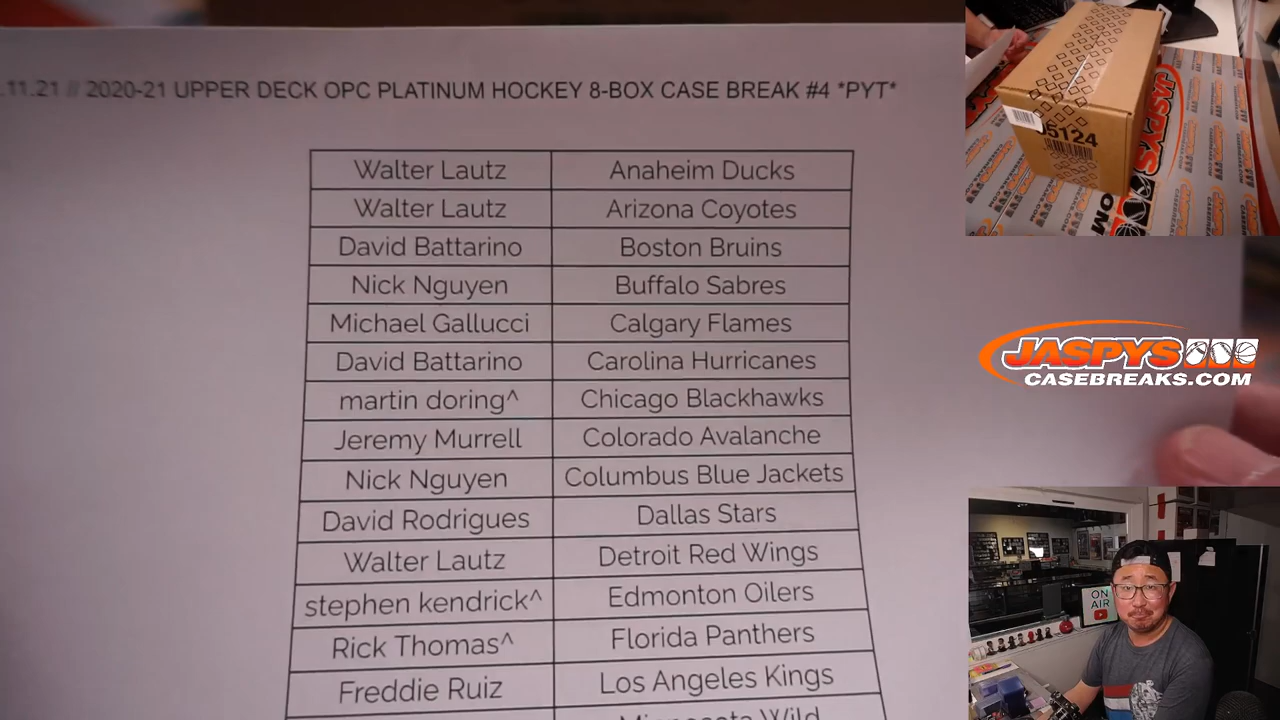 .11.21 // 2020-21 UPPER DECK OPC PLATINUM HOCKEY 8-BOX CASE BREAK #4 *PYT*
Walter Lautz Anaheim Ducks
Walter Lautz Arizona Coyotes
David Battarino Boston Bruins
Nick Nguyen Buffalo Sabres
Michael Gallucci Calgary Flames
David Battarino Carolina Hurricanes
martin doring^ Chicago Blackhawks
Jeremy Murrell Colorado Avalanche
Nick Nguyen Columbus Blue Jackets
David Rodrigues Dallas Stars
Walter Lautz Detroit Red Wings
stephen kendrick^ Edmonton Oilers
Rick Thomas^ Florida Panthers
Freddie Ruiz Los Angeles Kings
Minnesota Wild
05124
JASPYS
JASPYS
CASEBREAKS.COM
ON
AIR